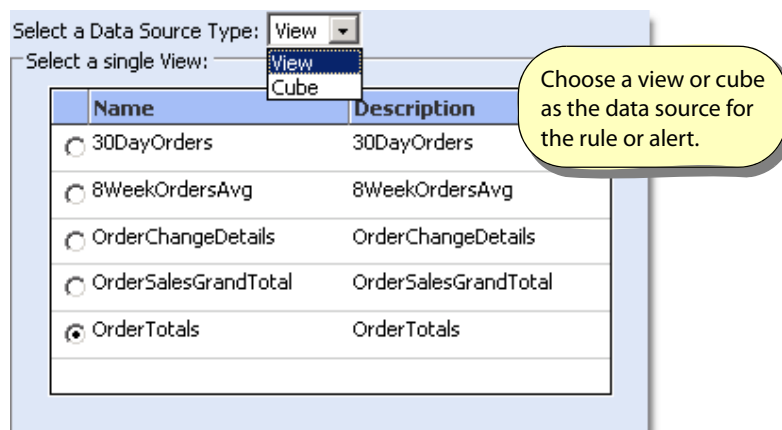 Select a Data Source Type: View
Select a single View:
View
Cube
Name Description
30DayOrders 30DayOrders
8WeekOrdersAvg 8WeekOrdersAvg
OrderChangeDetails OrderChangeDetails
OrderSalesGrandTotal OrderSalesGrandTotal
OrderTotals OrderTotals
Choose a view or cube
as the data source for
the rule or alert.